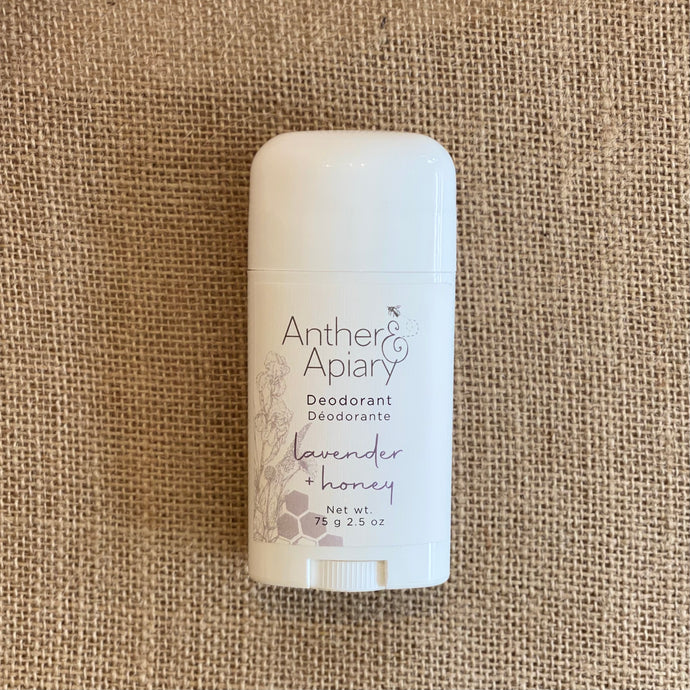 Anther &
Apiary
Deodorant
Déodorante
lavender
+ honey
Net wt.
75 g 2.5 oz